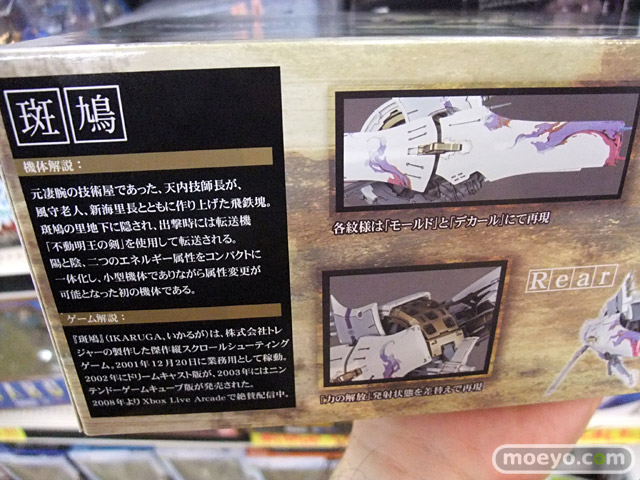 斑鳩
機体解説：
元凄腕の技術屋であった、天内技師長が、
風守老人、新海里長とともに作り上げた飛鉄塊。
斑鳩の里地下に隠され、出撃時には転送機
「不動明王の剣」を使用して転送される。
陽と陰、二つのエネルギー属性をコンパクトに
一体化し、小型機体でありながら属性変更が
可能となった初の機体である。
ゲーム解説：
『斑鳩』(IKARUGA、いかるが)は、株式会社トレ
ジャーの製作した傑作縦スクロールシューティング
ゲーム。2001年12月20日に業務用として稼動。
2002年にドリームキャスト版が、2003年にはニン
テンドーゲームキューブ版が発売された。
2008年よりXbox Live Arcadeで絶賛配信中。
各紋様は「モールド」と「デカール」にて再現
Rear
「力の解放」発射状態を差替えで再現
moeyo.com